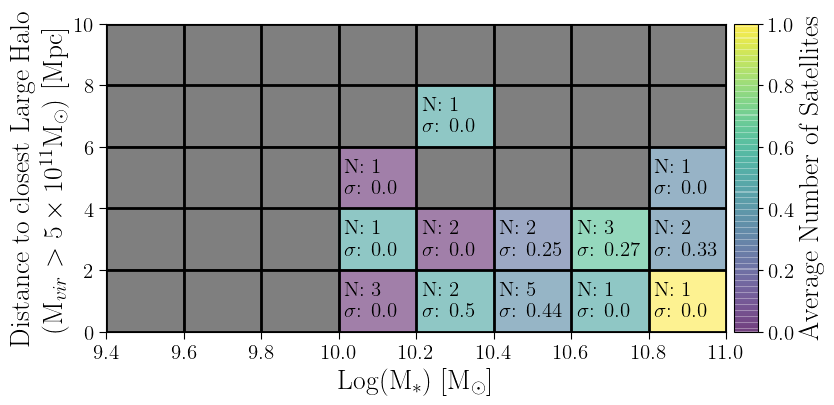 Distance to closest Large Halo
(M_{vir} > 5 × 10^{11}M_⊙) [Mpc]
10
8
6
4
2
0
N: 1
σ: 0.0
N: 1
σ: 0.0
N: 1
σ: 0.0
N: 1
σ: 0.0
N: 2
σ: 0.0
N: 2
σ: 0.25
N: 3
σ: 0.27
N: 2
σ: 0.33
N: 3
σ: 0.0
N: 2
σ: 0.5
N: 5
σ: 0.44
N: 1
σ: 0.0
N: 1
σ: 0.0
9.4 9.6 9.8 10.0 10.2 10.4 10.6 10.8 11.0
Log(M_*) [M_⊙]
1.0
0.8
0.6
0.4
0.2
0.0
Average Number of Satellites